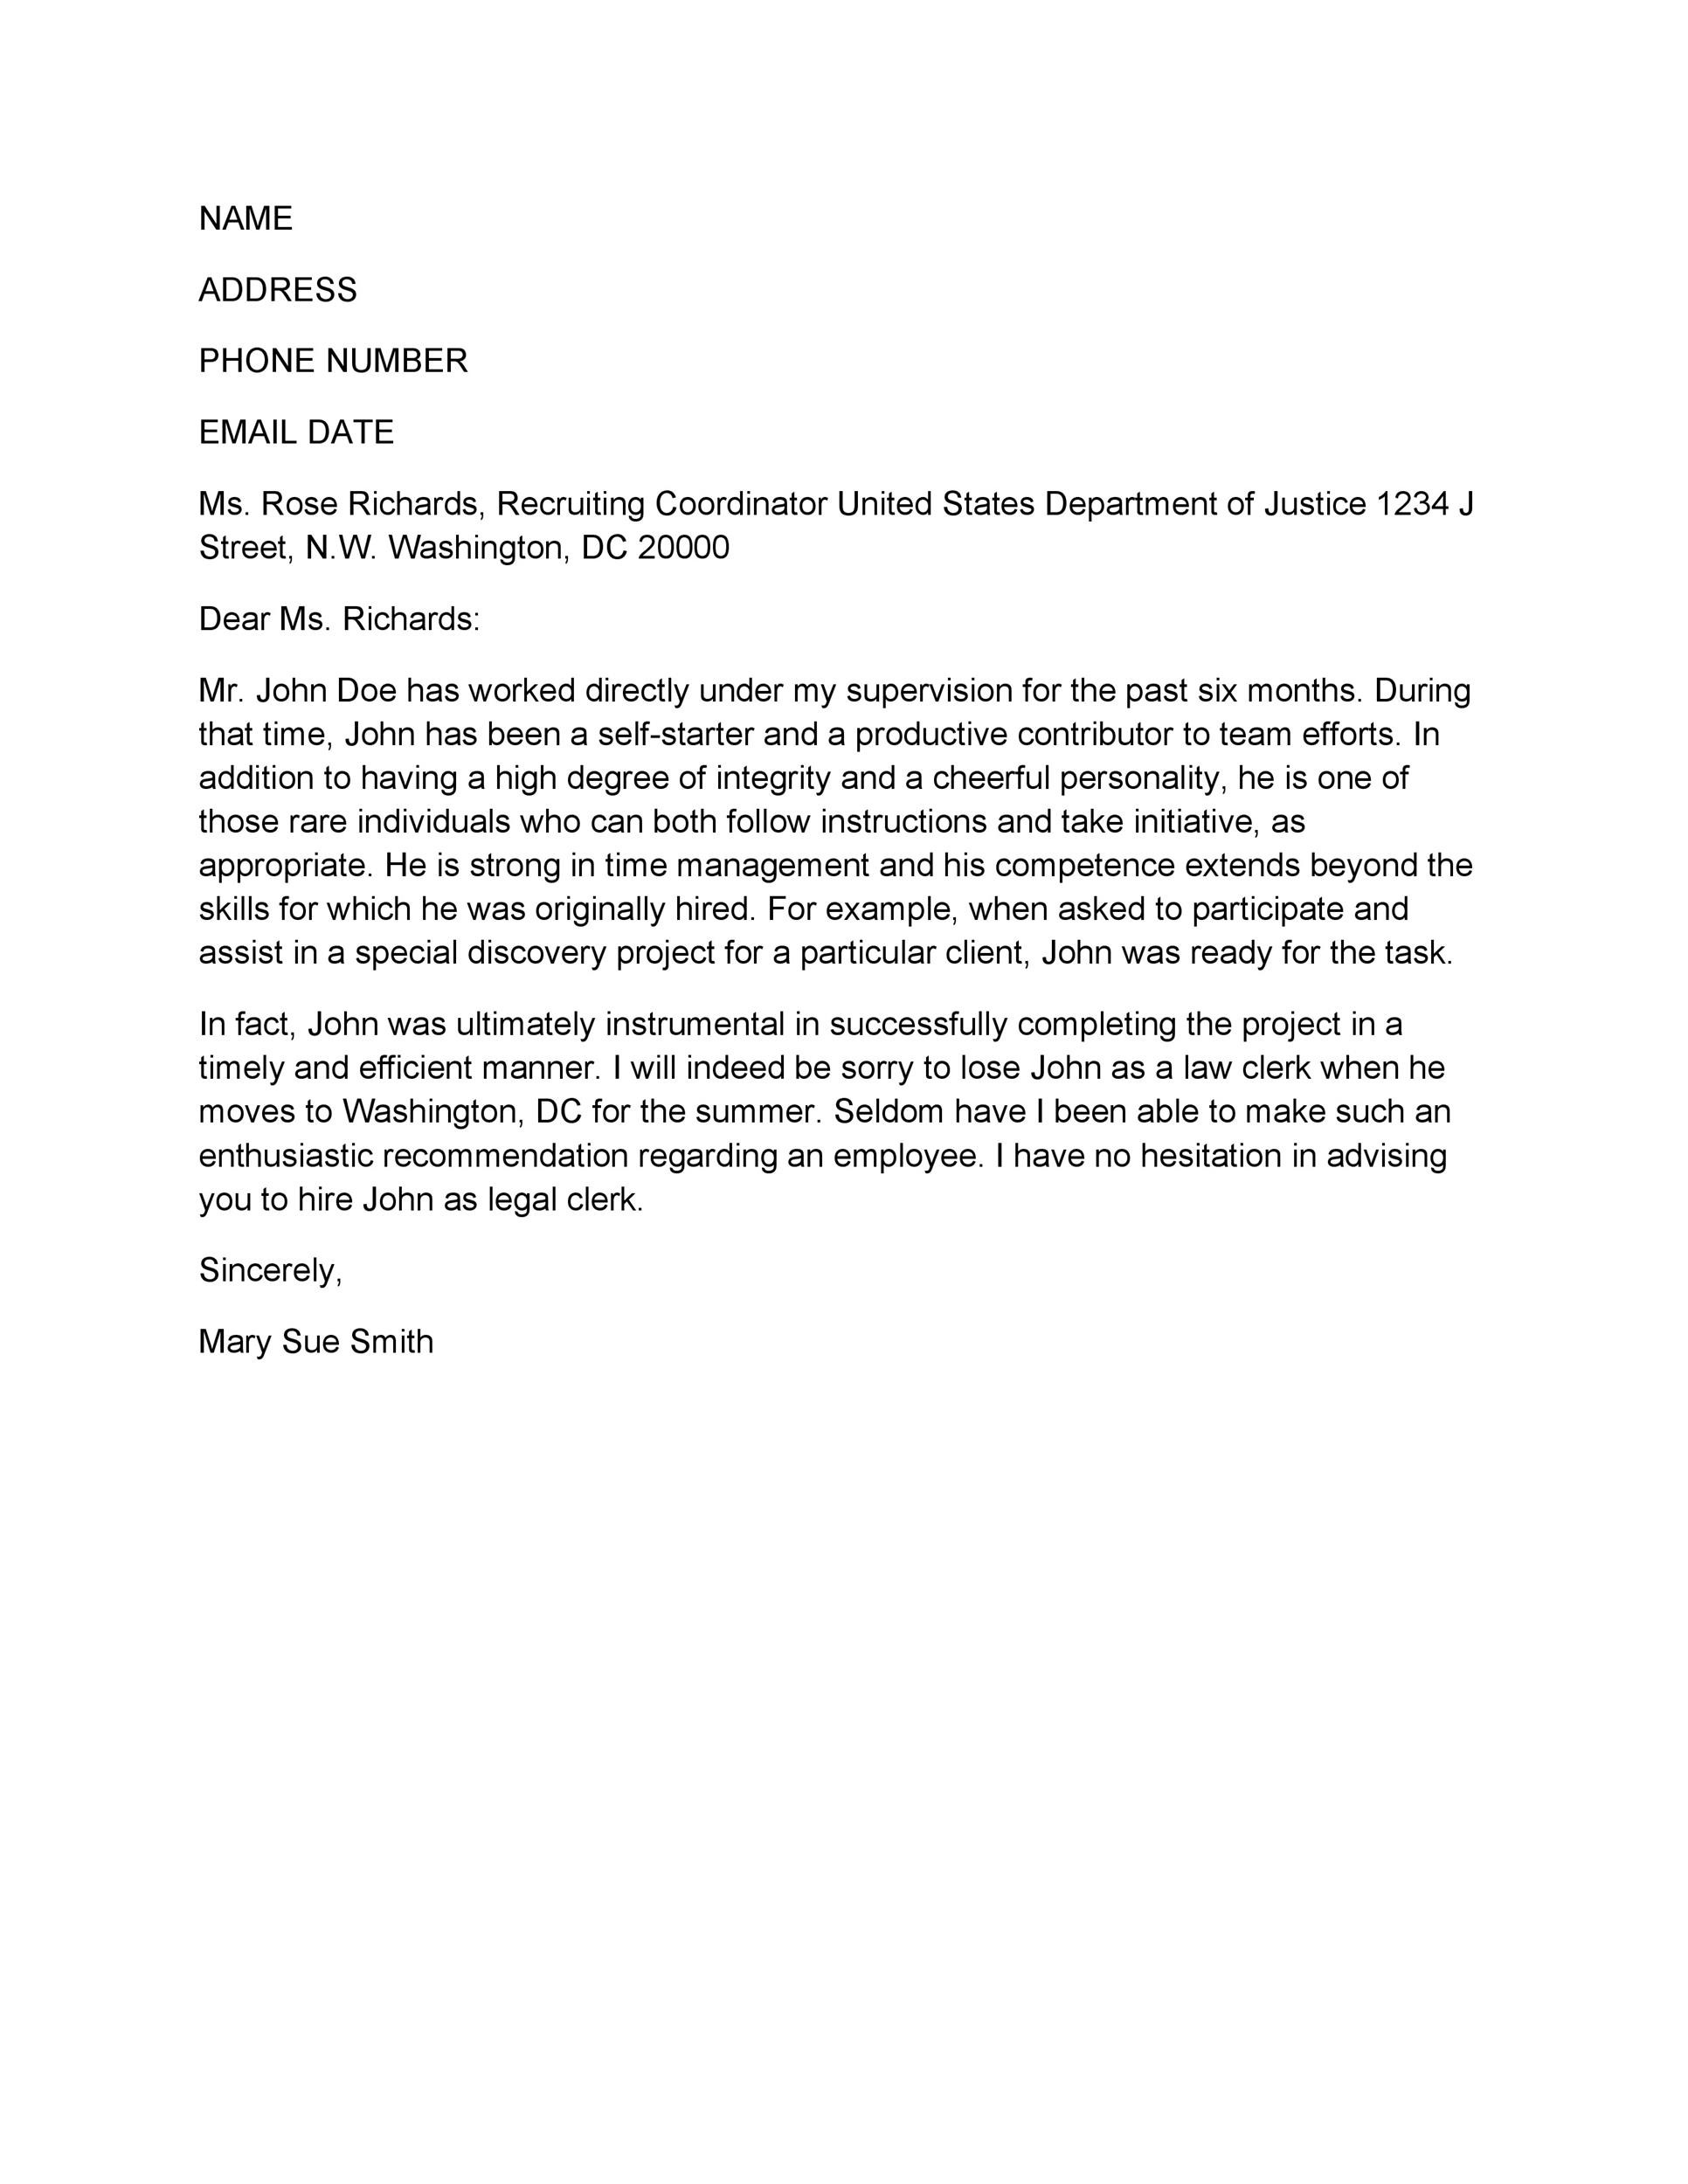 NAME
ADDRESS
PHONE NUMBER
EMAIL DATE
Ms. Rose Richards, Recruiting Coordinator United States Department of Justice 1234 J
Street, N.W. Washington, DC 20000
Dear Ms. Richards:
Mr. John Doe has worked directly under my supervision for the past six months. During
that time, John has been a self-starter and a productive contributor to team efforts. In
addition to having a high degree of integrity and a cheerful personality, he is one of
those rare individuals who can both follow instructions and take initiative, as
appropriate. He is strong in time management and his competence extends beyond the
skills for which he was originally hired. For example, when asked to participate and
assist in a special discovery project for a particular client, John was ready for the task.
In fact, John was ultimately instrumental in successfully completing the project in a
timely and efficient manner. I will indeed be sorry to lose John as a law clerk when he
moves to Washington, DC for the summer. Seldom have I been able to make such an
enthusiastic recommendation regarding an employee. I have no hesitation in advising
you to hire John as legal clerk.
Sincerely,
Mary Sue Smith